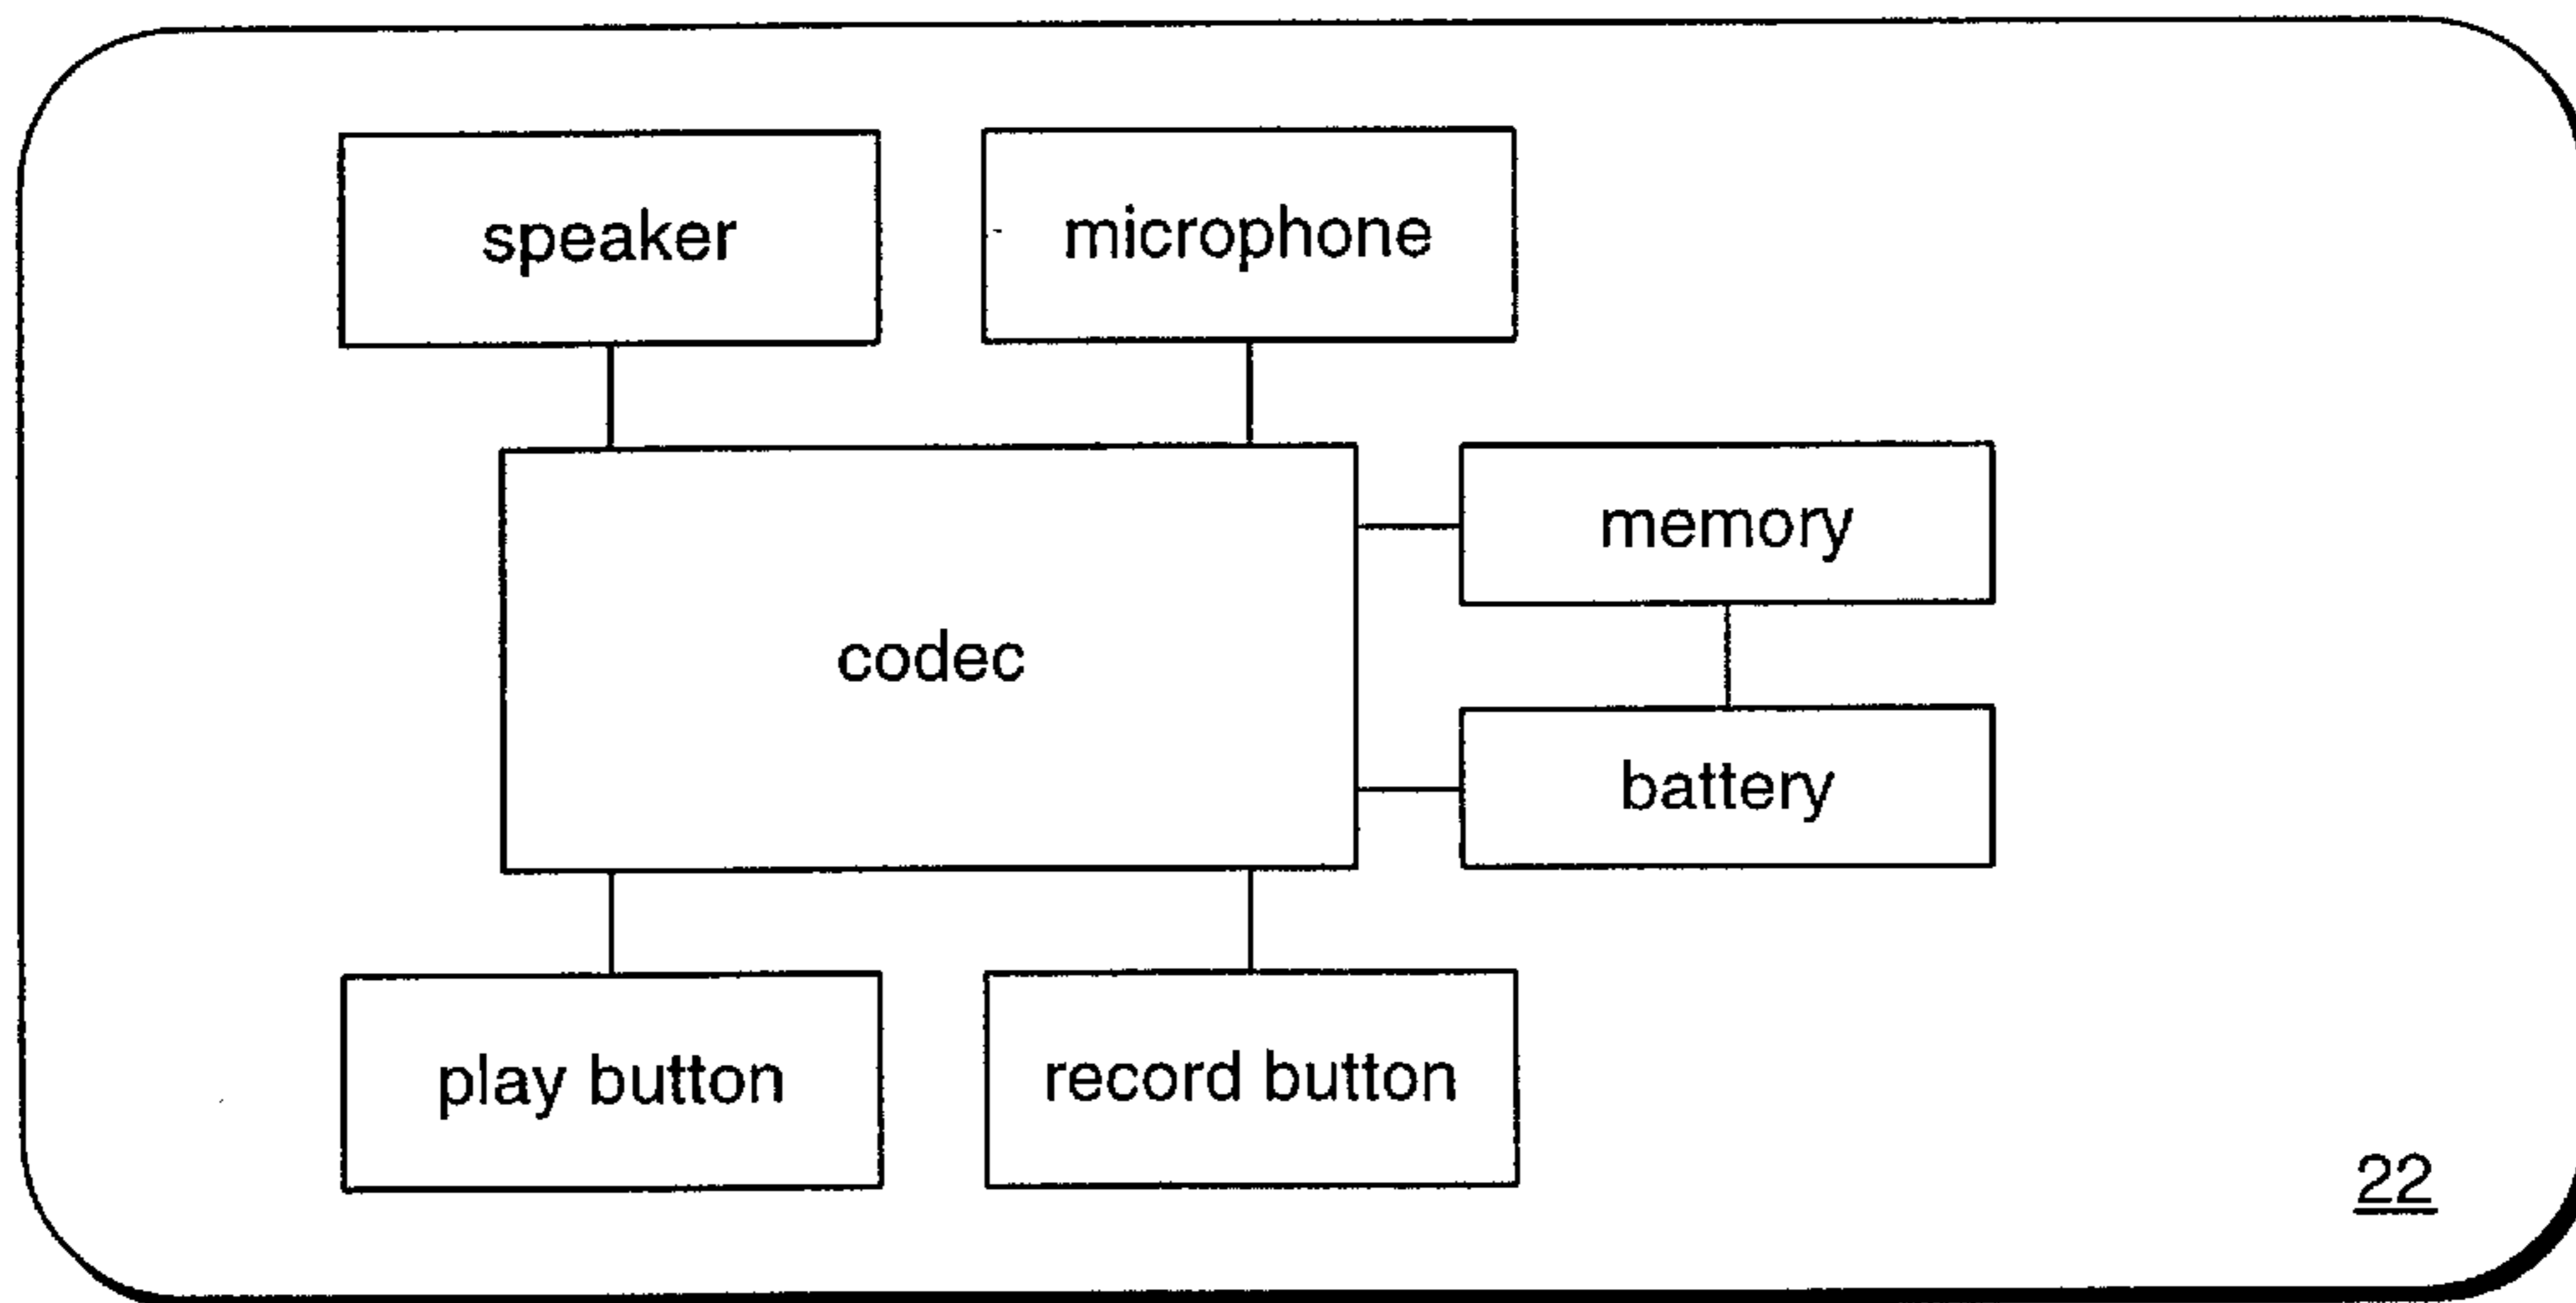 speaker
microphone
memory
codec
battery
play button
record button
22